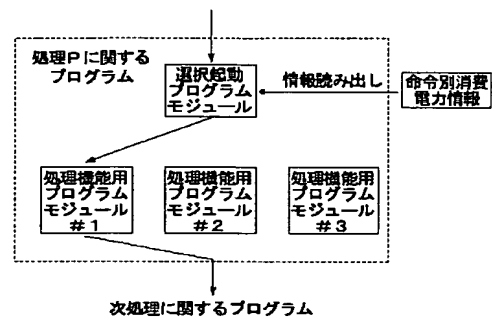 処理Pに関する
プログラム
選択起動
プログラム
モジュール
情報読み出し
命令別消費
電力情報
処理機能用
プログラム
モジュール
#1
処理機能用
プログラム
モジュール
#2
処理機能用
プログラム
モジュール
#3
次処理に関するプログラム